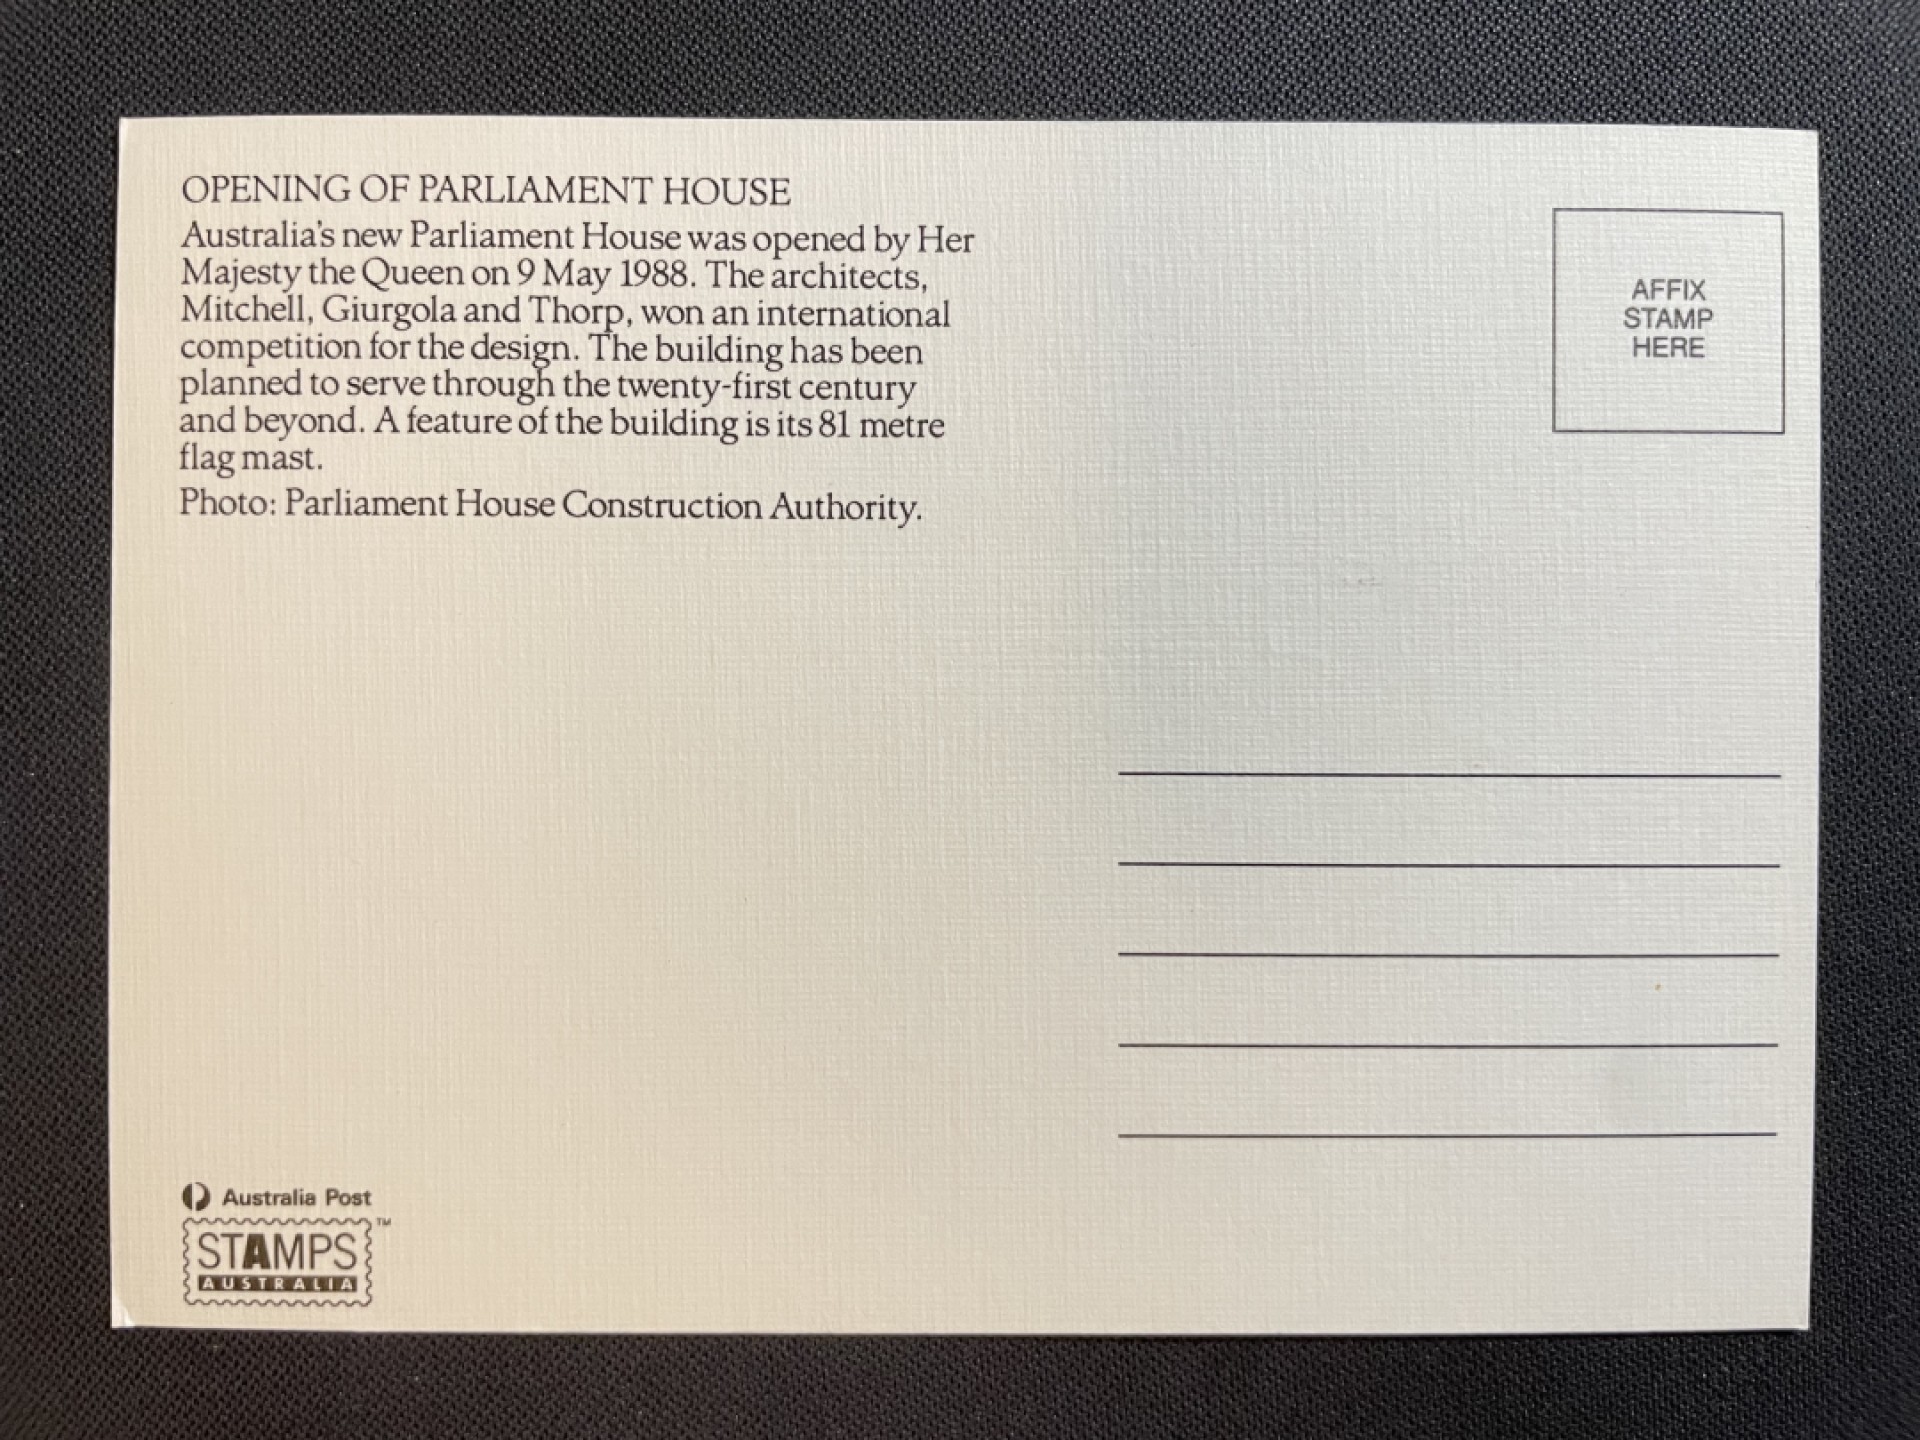 OPENING OF PARLIAMENT HOUSE
Australia's new Parliament House was opened by Her
Majesty the Queen on 9 May 1988. The architects,
Mitchell, Giurgola and Thorp, won an international
competition for the design. The building has been
planned to serve through the twenty-first century
and beyond. A feature of the building is its 81 metre
flag mast.
Photo: Parliament House Construction Authority.
AFFIX
STAMP
HERE
Australia Post
STAMPS TM
AUSTRALIA